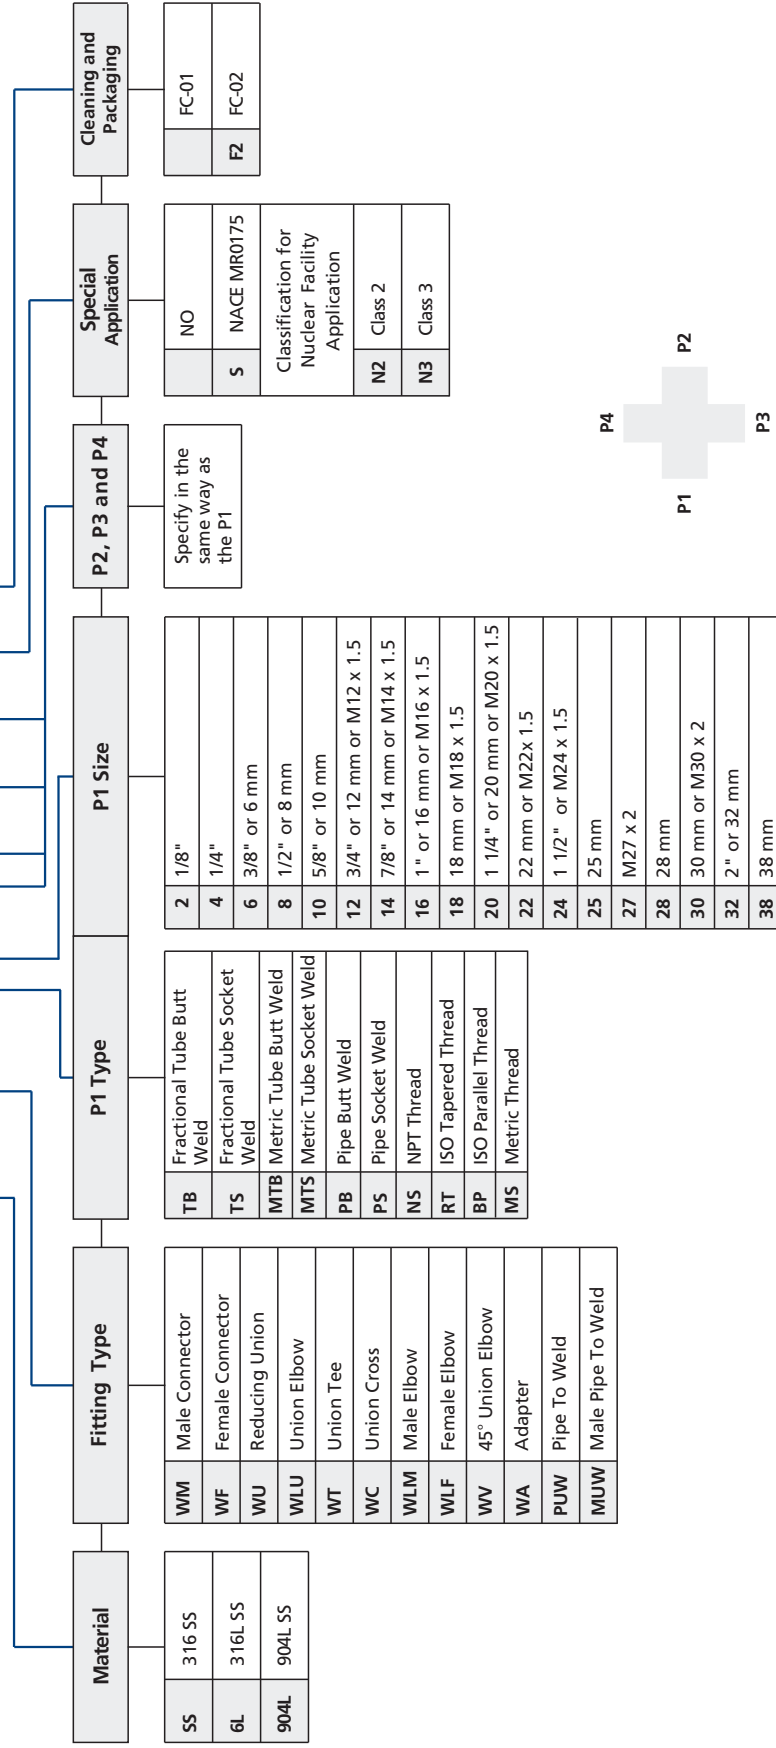 Material
SS 316 SS
6L 316L SS
904L 904L SS
Fitting Type
WM Male Connector
WF Female Connector
WU Reducing Union
WLU Union Elbow
WT Union Tee
WC Union Cross
WLM Male Elbow
WLF Female Elbow
WV 45° Union Elbow
WA Adapter
PUW Pipe To Weld
MUW Male Pipe To Weld
P1 Type
TB Fractional Tube Butt
Weld
TS Fractional Tube Socket
Weld
MTB Metric Tube Butt Weld
MTS Metric Tube Socket Weld
PB Pipe Butt Weld
PS Pipe Socket Weld
NS NPT Thread
RT ISO Tapered Thread
BP ISO Parallel Thread
MS Metric Thread
P1 Size
2 1/8"
4 1/4"
6 3/8" or 6 mm
8 1/2" or 8 mm
10 5/8" or 10 mm
12 3/4" or 12 mm or M12 x 1.5
14 7/8" or 14 mm or M14 x 1.5
16 1" or 16 mm or M16 x 1.5
18 18 mm or M18 x 1.5
20 1 1/4" or 20 mm or M20 x 1.5
22 22 mm or M22x 1.5
24 1 1/2" or M24 x 1.5
25 25 mm
27 M27 x 2
28 28 mm
30 30 mm or M30 x 2
32 2" or 32 mm
38 38 mm
P2, P3 and P4
Specify in the
same way as
the P1
Special
Application
NO
S NACE MR0175
Classification for
Nuclear Facility
Application
N2 Class 2
N3 Class 3
Cleaning and
Packaging
FC-01
F2 FC-02
P4
P1
P2
P3